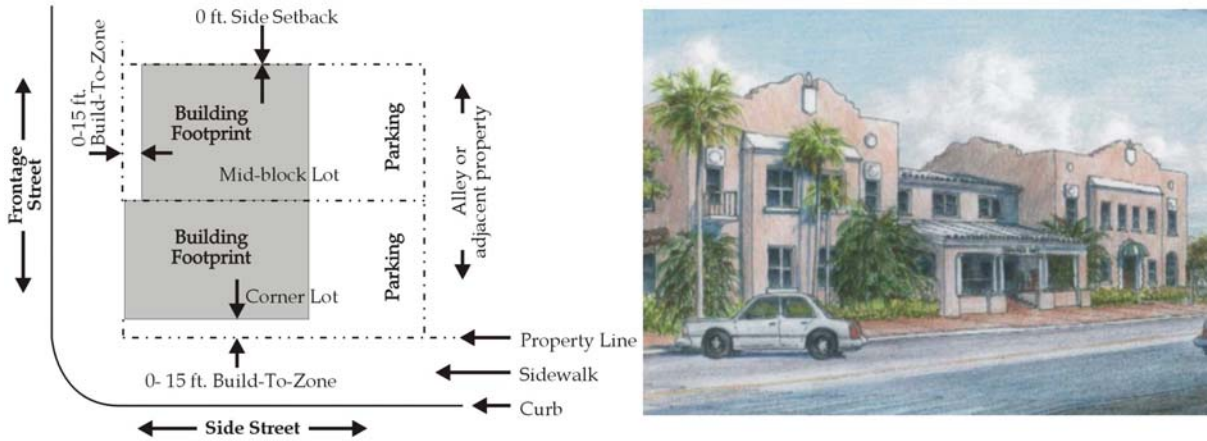 0 ft. Side Setback
0-15 ft.
Build-To-Zone
Building
Footprint
Parking
Mid-block Lot
Frontage
Street
Alley or
adjacent property
Building
Footprint
Parking
Corner Lot
Property Line
0- 15 ft. Build-To-Zone
Sidewalk
Curb
Side Street